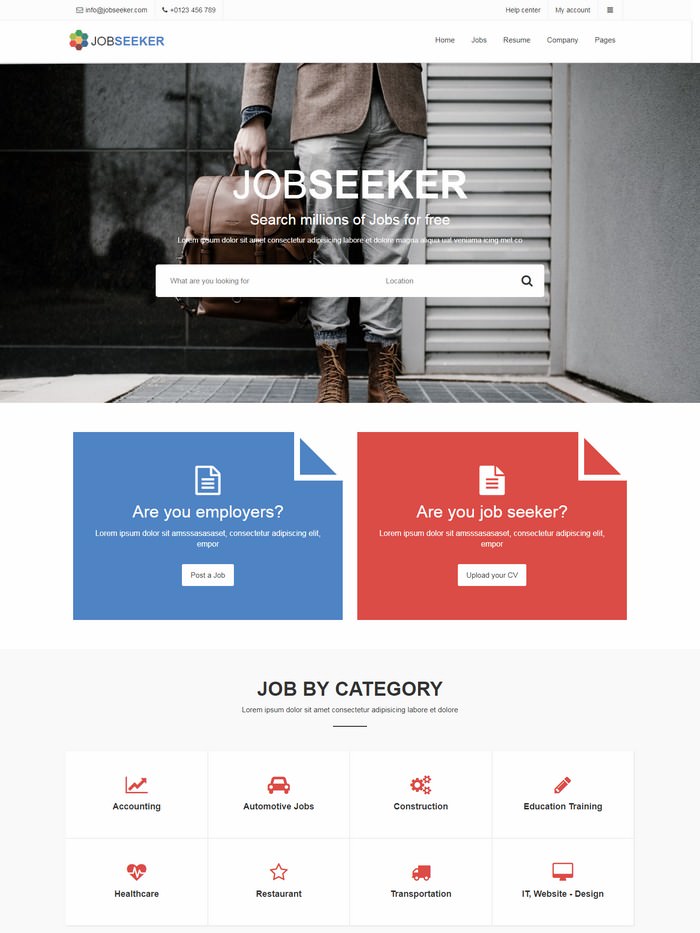 info@jobseeker.com
+0123 456 789
Help center
My account
JOBSEEKER
Home
Jobs
Resume
Company
Pages
JOBSEEKER
Search millions of Jobs for free
Lorem ipsum dolor sit amet consectetur adipisicing labore et dolore magna aliqua uat veniama icing met co
What are you looking for
Location
Are you employers?
Lorem ipsum dolor sit amsssasasaset, consectetur adipiscing elit,
empor
Post a Job
Are you job seeker?
Lorem ipsum dolor sit amsssasasaset, consectetur adipiscing elit,
empor
Upload your CV
JOB BY CATEGORY
Lorem ipsum dolor sit amet consectetur adipisicing labore et dolore
Accounting
Automotive Jobs
Construction
Education Training
Healthcare
Restaurant
Transportation
IT, Website - Design